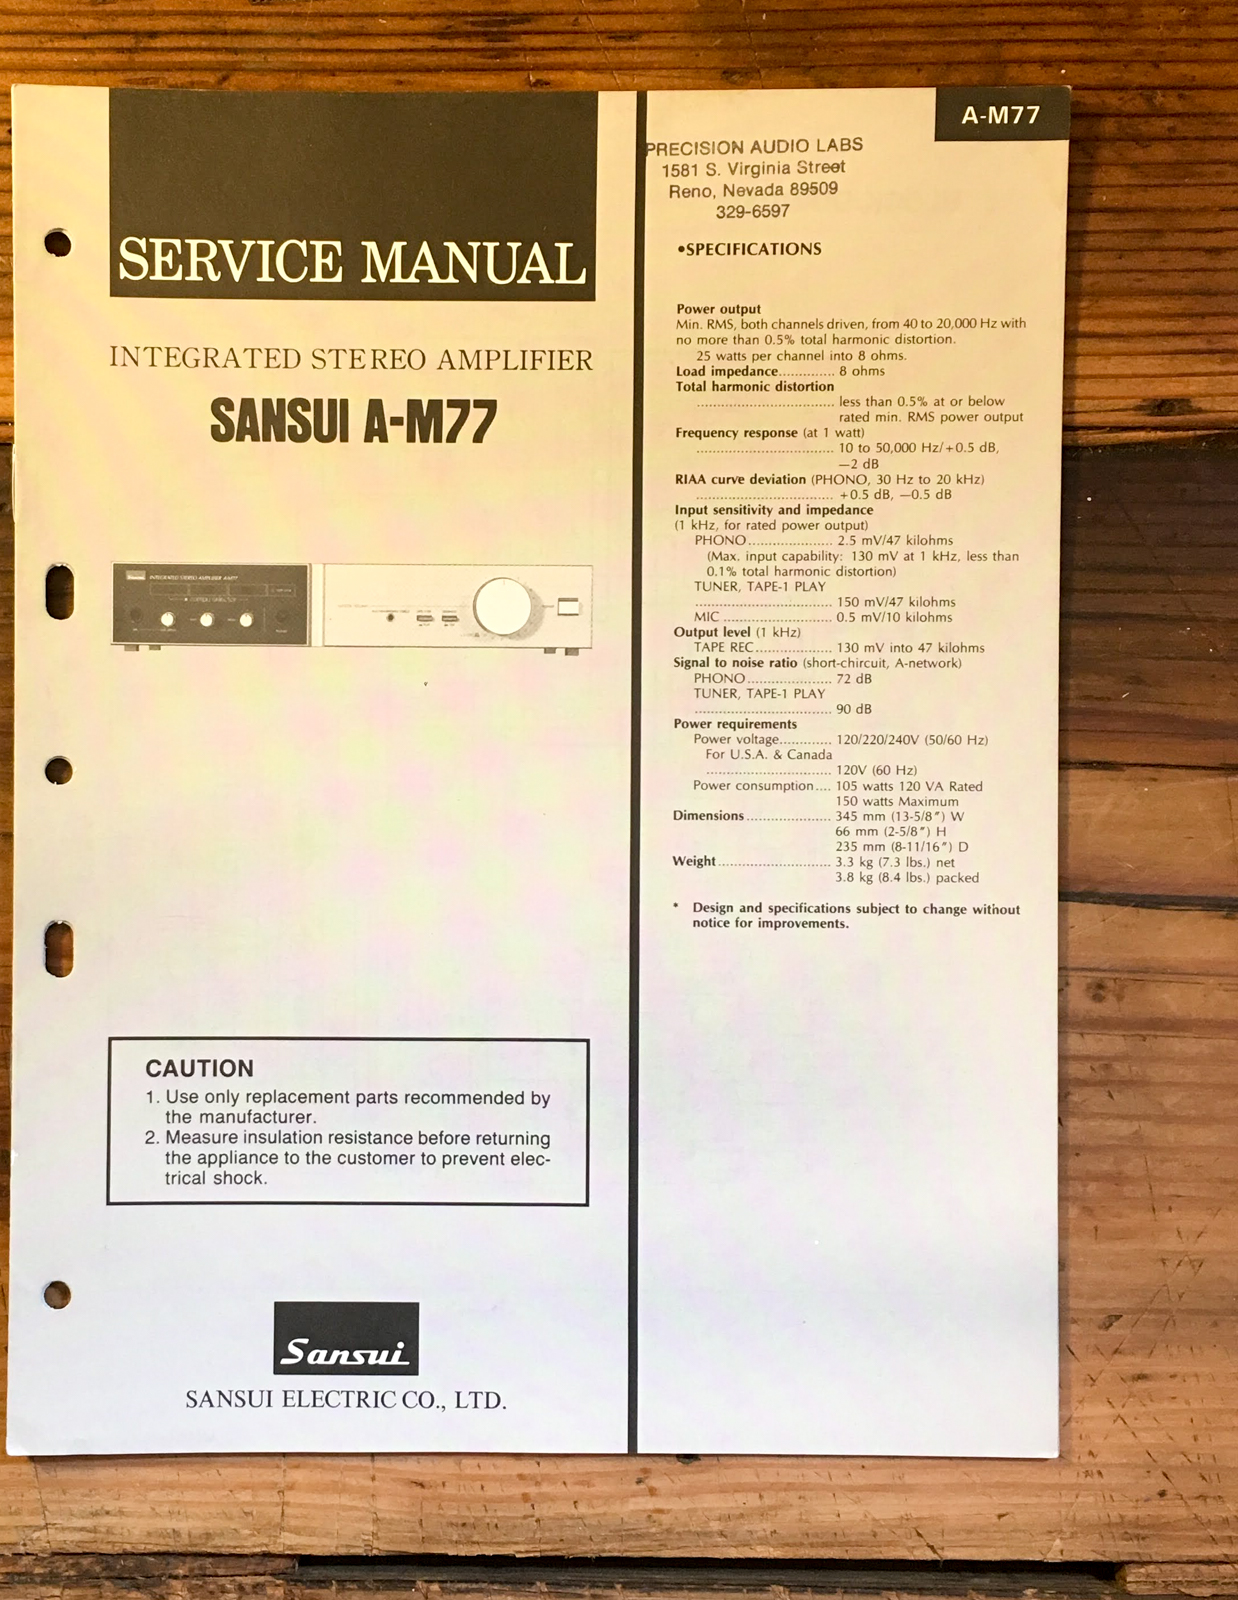 SERVICE MANUAL
INTEGRATED STEREO AMPLIFIER
SANSUI A-M77
Sansui
INTEGRATED STEREO AMPLIFIER A-M77
CAUTION
1. Use only replacement parts recommended by
the manufacturer.
2. Measure insulation resistance before returning
the appliance to the customer to prevent elec-
trical shock.
Sansui
SANSUI ELECTRIC CO., LTD.
A-M77
PRECISION AUDIO LABS
1581 S. Virginia Street
Reno, Nevada 89509
329-6597
•SPECIFICATIONS
Power output
Min. RMS, both channels driven, from 40 to 20,000 Hz with
no more than 0.5% total harmonic distortion.
25 watts per channel into 8 ohms.
Load impedance.............. 8 ohms
Total harmonic distortion
.................................. less than 0.5% at or below
rated min. RMS power output
Frequency response (at 1 watt)
.................................. 10 to 50,000 Hz/+0.5 dB,
−2 dB
RIAA curve deviation (PHONO, 30 Hz to 20 kHz)
.................................. +0.5 dB, −0.5 dB
Input sensitivity and impedance
(1 kHz, for rated power output)
PHONO..................... 2.5 mV/47 kilohms
(Max. input capability: 130 mV at 1 kHz, less than
0.1% total harmonic distortion)
TUNER, TAPE-1 PLAY
.................................. 150 mV/47 kilohms
MIC ........................... 0.5 mV/10 kilohms
Output level (1 kHz)
TAPE REC................... 130 mV into 47 kilohms
Signal to noise ratio (short-chircuit, A-network)
PHONO..................... 72 dB
TUNER, TAPE-1 PLAY
.................................. 90 dB
Power requirements
Power voltage............. 120/220/240V (50/60 Hz)
For U.S.A. & Canada
............................... 120V (60 Hz)
Power consumption.... 105 watts 120 VA Rated
150 watts Maximum
Dimensions ..................... 345 mm (13-5/8″) W
66 mm (2-5/8″) H
235 mm (8-11/16″) D
Weight ............................ 3.3 kg (7.3 lbs.) net
3.8 kg (8.4 lbs.) packed
* Design and specifications subject to change without
notice for improvements.